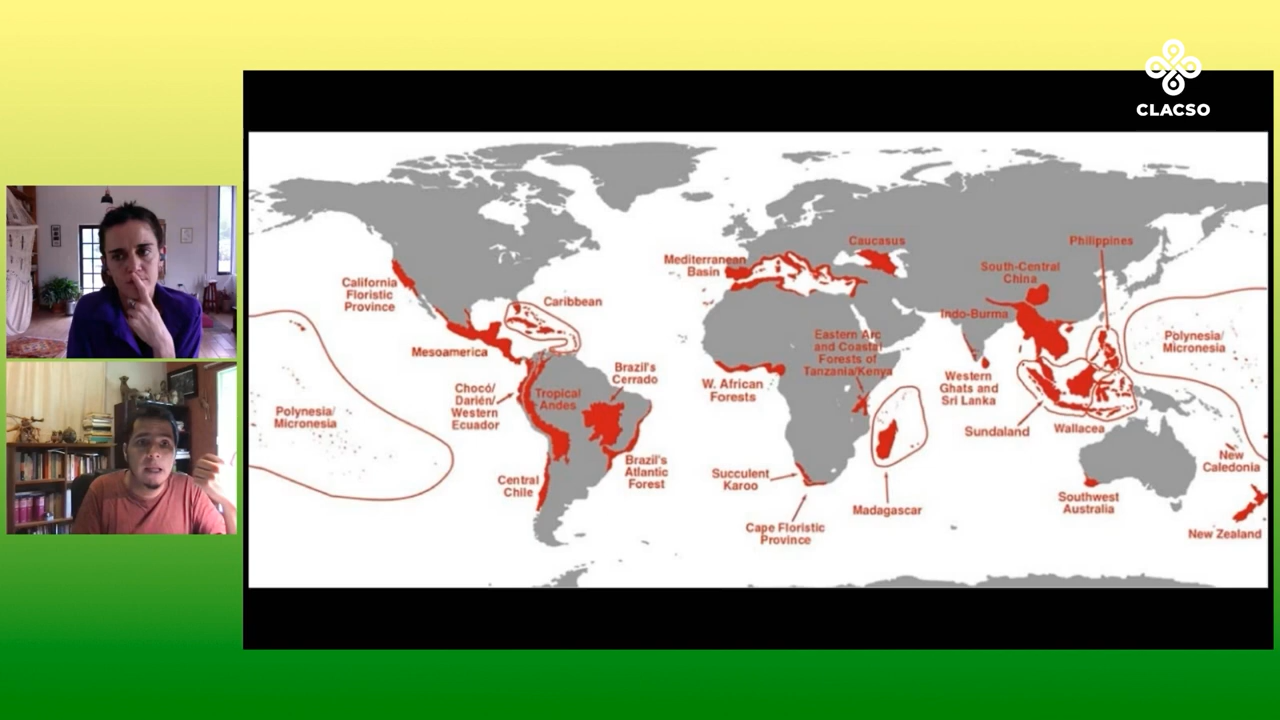 CLACSO
Caucasus
Philippines
Mediterranean
Basin
South-Central
China
California
Floristic
Province
Caribbean
Indo-Burma
Polynesia/
Micronesia
Mesoamerica
Eastern Arc
and Coastal
Forests of
Tanzania/Kenya
Brazil's
Cerrado
Chocó/
Darién/
Western
Ecuador
Tropical
Andes
W. African
Forests
Western
Ghats and
Sri Lanka
Polynesia/
Micronesia
Sundaland
Wallacea
Brazil's
Atlantic
Forest
New
Caledonia
Central
Chile
Succulent
Karoo
Madagascar
Southwest
Australia
Cape Floristic
Province
New Zealand